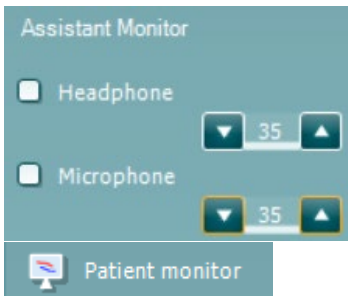 Assistant Monitor
Headphone
35
Microphone
35
Patient monitor